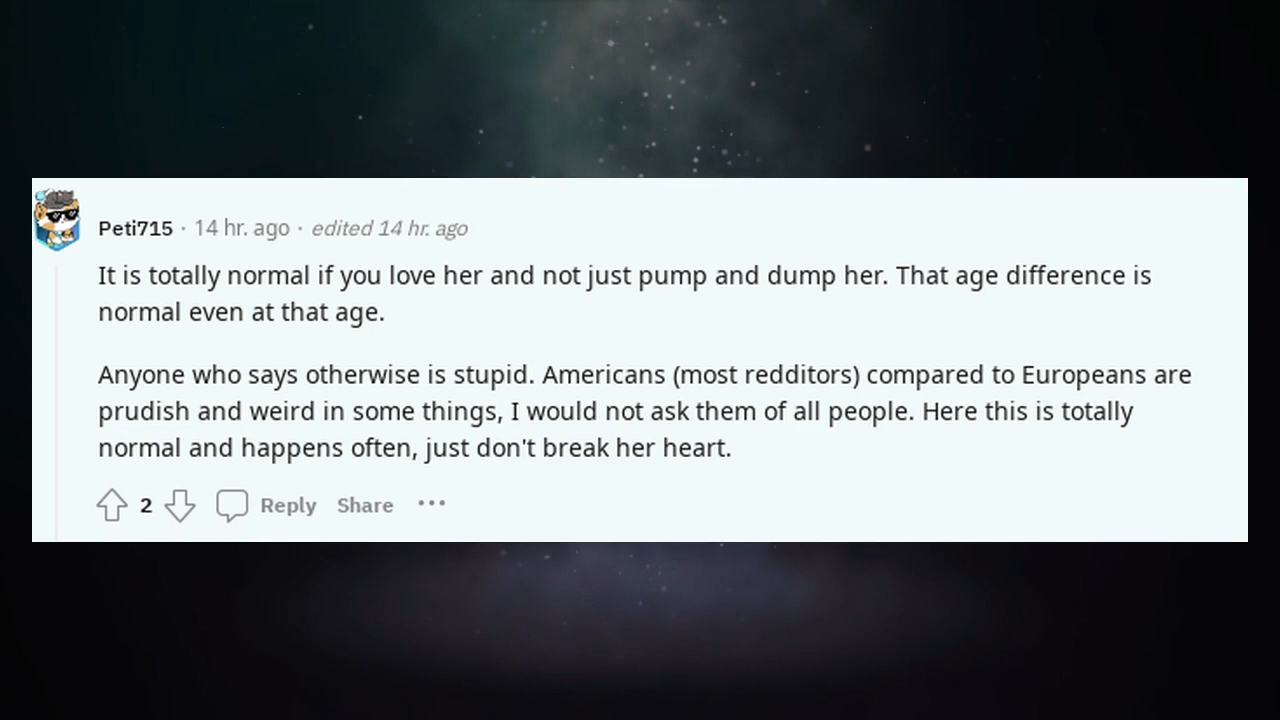 Peti715 · 14 hr. ago · edited 14 hr. ago
It is totally normal if you love her and not just pump and dump her. That age difference is
normal even at that age.
Anyone who says otherwise is stupid. Americans (most redditors) compared to Europeans are
prudish and weird in some things, I would not ask them of all people. Here this is totally
normal and happens often, just don't break her heart.
2 Reply Share ···